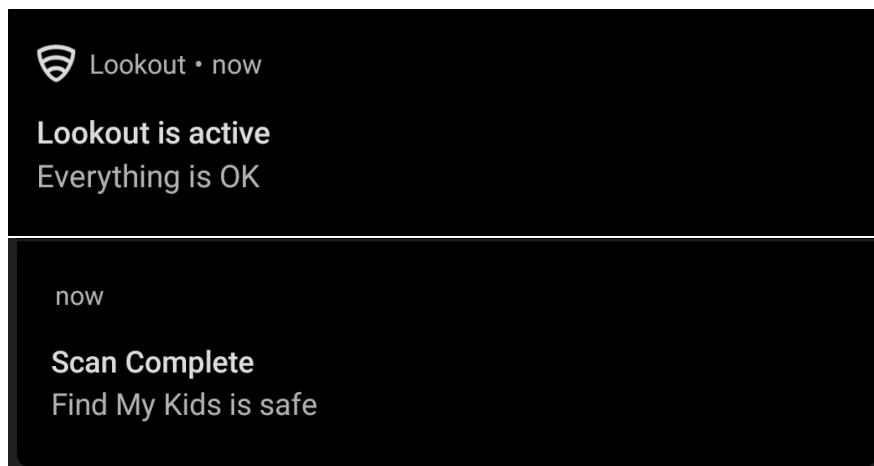 Lookout • now
Lookout is active
Everything is OK
now
Scan Complete
Find My Kids is safe